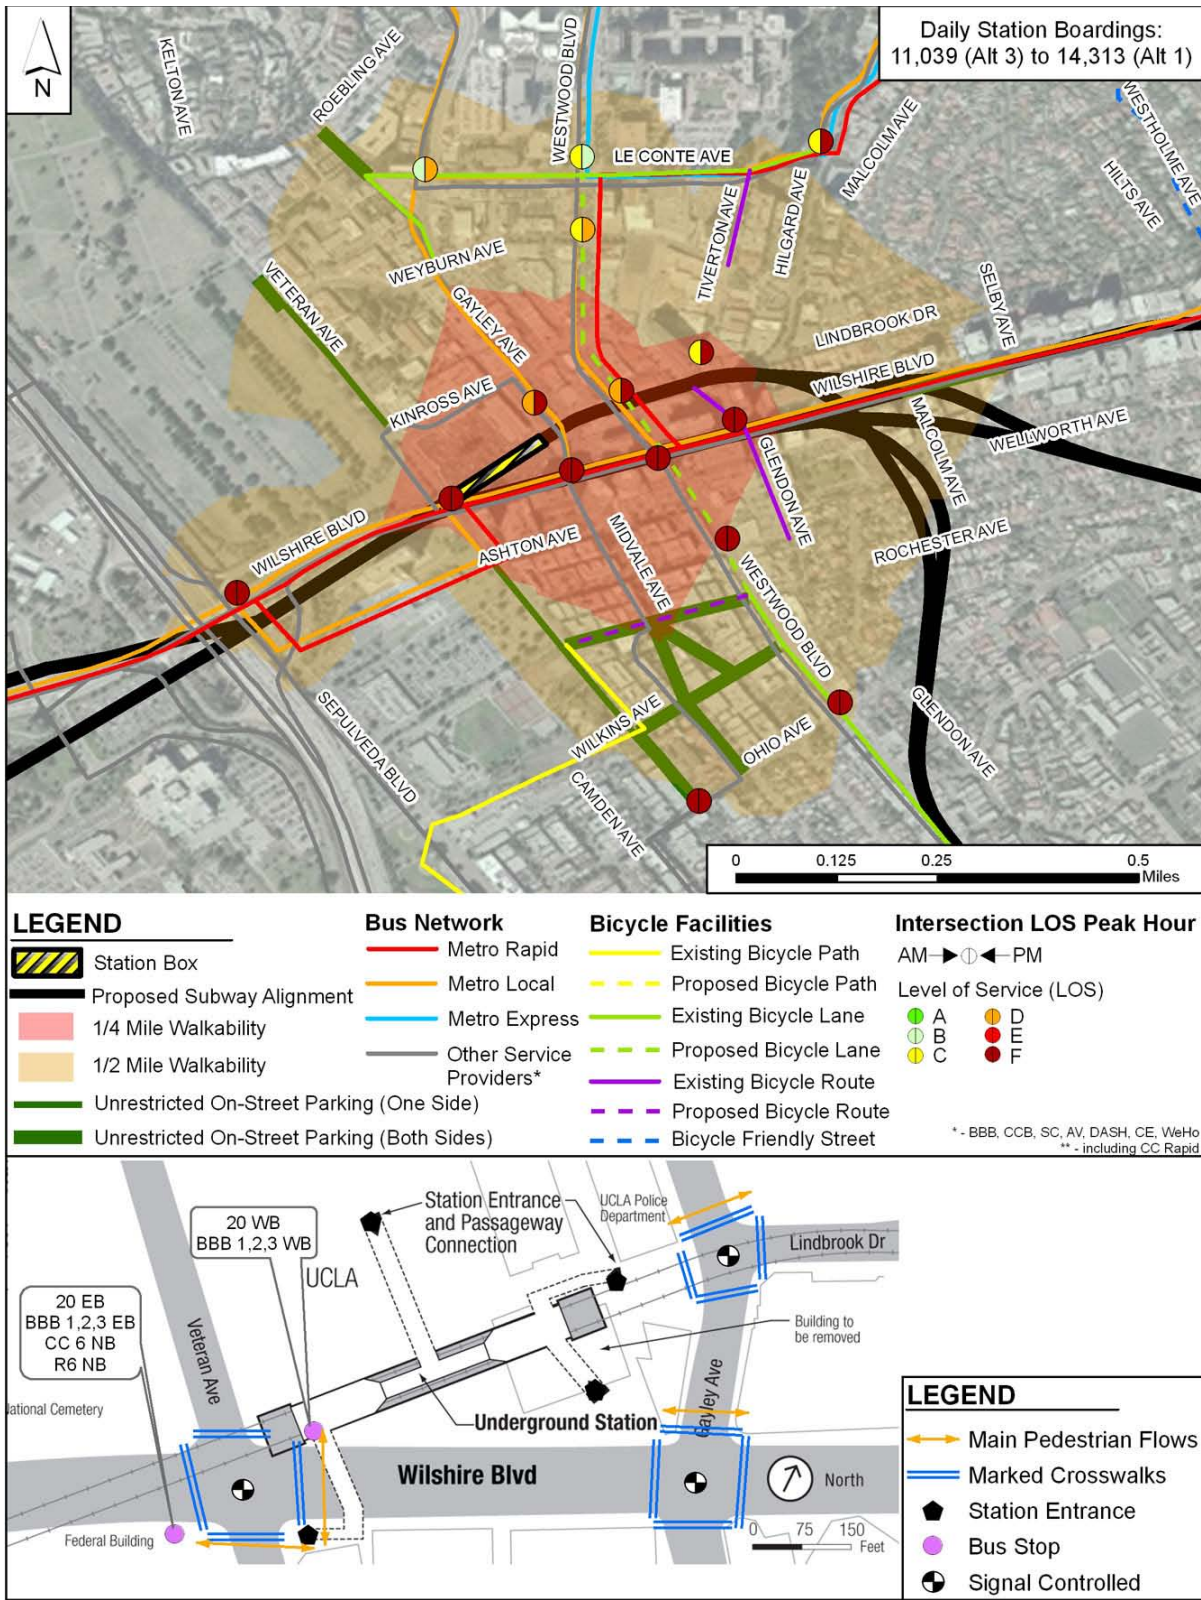 Daily Station Boardings:
11,039 (Alt 3) to 14,313 (Alt 1)
N
KELTON AVE
ROEBLING AVE
WESTWOOD BLVD
LE CONTE AVE
MALCOLM AVE
WESTHOLME AVE
HILTS AVE
TIVERTON AVE
HILGARD AVE
WEYBURN AVE
VETERAN AVE
GAYLEY AVE
SELBY AVE
LINDBROOK DR
WILSHIRE BLVD
KINROSS AVE
MALCOLM AVE
WELLWORTH AVE
GLENDON AVE
WILSHIRE BLVD
ASHTON AVE
MIDVALE AVE
ROCHESTER AVE
WESTWOOD BLVD
SEPULVEDA BLVD
WILKINS AVE
OHIO AVE
GLENDON AVE
CAMDEN AVE
0 0.125 0.25 0.5
Miles
LEGEND
Station Box
Proposed Subway Alignment
1/4 Mile Walkability
1/2 Mile Walkability
Unrestricted On-Street Parking (One Side)
Unrestricted On-Street Parking (Both Sides)
Bus Network
Metro Rapid
Metro Local
Metro Express
Other Service
Providers*
Bicycle Facilities
Existing Bicycle Path
Proposed Bicycle Path
Existing Bicycle Lane
Proposed Bicycle Lane
Existing Bicycle Route
Proposed Bicycle Route
Bicycle Friendly Street
Intersection LOS Peak Hour
AM PM
Level of Service (LOS)
A D
B E
C F
* - BBB, CCB, SC, AV, DASH, CE, WeHo
** - including CC Rapid
20 WB
BBB 1,2,3 WB
UCLA
20 EB
BBB 1,2,3 EB
CC 6 NB
R6 NB
Veteran Ave
National Cemetery
Federal Building
Station Entrance
and Passageway
Connection
UCLA Police
Department
Lindbrook Dr
Building to
be removed
Gayley Ave
Underground Station
Wilshire Blvd
North
0 75 150
Feet
LEGEND
Main Pedestrian Flows
Marked Crosswalks
Station Entrance
Bus Stop
Signal Controlled